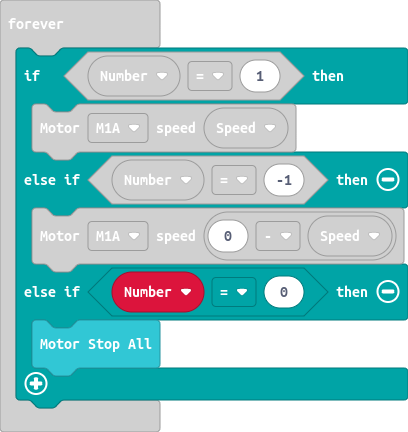 forever
if Number = 1 then
Motor M1A speed Speed
else if Number = -1 then
Motor M1A speed 0 - Speed
else if Number = 0 then
Motor Stop All